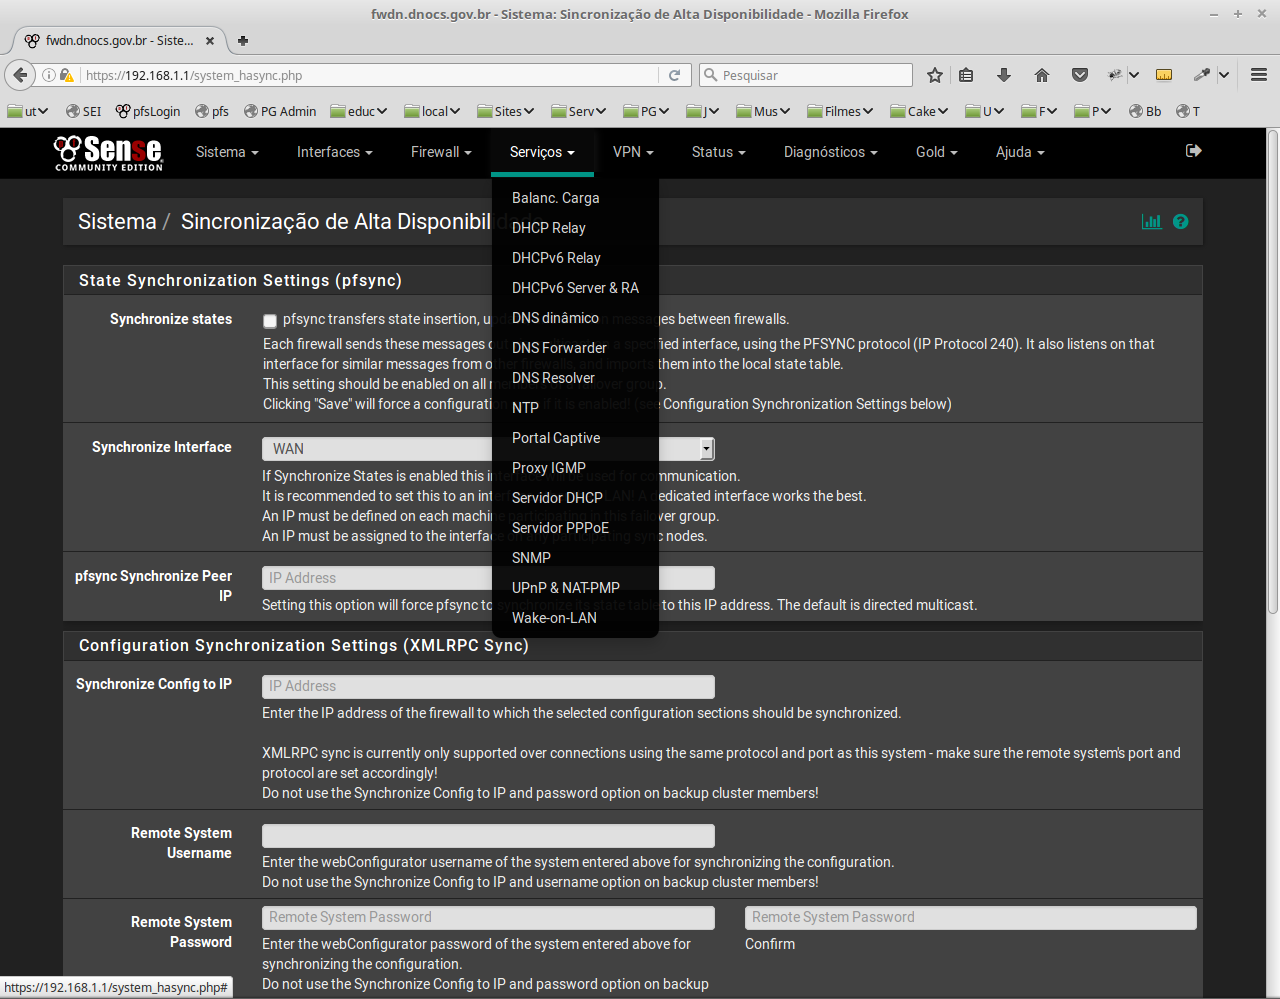 fwdn.dnocs.gov.br - Sistema: Sincronização de Alta Disponibilidade - Mozilla Firefox
fwdn.dnocs.gov.br - Siste...
https://192.168.1.1/system_hasync.php
Pesquisar
ut SEI pfsLogin pfs PG Admin educ local Sites Serv PG J Mus Filmes Cake U F P Bb T
Sense COMMUNITY EDITION
Sistema Interfaces Firewall Serviços VPN Status Diagnósticos Gold Ajuda
Balanc. Carga
DHCP Relay
DHCPv6 Relay
DHCPv6 Server & RA
DNS dinâmico
DNS Forwarder
DNS Resolver
NTP
Portal Captive
Proxy IGMP
Servidor DHCP
Servidor PPPoE
SNMP
UPnP & NAT-PMP
Wake-on-LAN
Sistema / Sincronização de Alta Disponibilidade
State Synchronization Settings (pfsync)
Synchronize states
pfsync transfers state insertion, messages between firewalls.
Each firewall sends these messages specified interface, using the PFSYNC protocol (IP Protocol 240). It also listens on that
interface for similar messages from other firewalls, and imports them into the local state table.
This setting should be enabled on all members group.
Clicking "Save" will force a configuration if it is enabled! (see Configuration Synchronization Settings below)
Synchronize Interface
WAN
If Synchronize States is enabled this interface will be used for communication.
It is recommended to set this to an LAN! A dedicated interface works the best.
An IP must be defined on each machine participating in this failover group.
An IP must be assigned to the interface on any participating sync nodes.
pfsync Synchronize Peer
IP
IP Address
Setting this option will force pfsync to synchronize its state table to this IP address. The default is directed multicast.
Configuration Synchronization Settings (XMLRPC Sync)
Synchronize Config to IP
IP Address
Enter the IP address of the firewall to which the selected configuration sections should be synchronized.
XMLRPC sync is currently only supported over connections using the same protocol and port as this system - make sure the remote system's port and
protocol are set accordingly!
Do not use the Synchronize Config to IP and password option on backup cluster members!
Remote System
Username
Enter the webConfigurator username of the system entered above for synchronizing the configuration.
Do not use the Synchronize Config to IP and username option on backup cluster members!
Remote System
Password
Remote System Password
Remote System Password
Enter the webConfigurator password of the system entered above for
Confirm
synchronizing the configuration.
Do not use the Synchronize Config to IP and password option on backup
https://192.168.1.1/system_hasync.php#